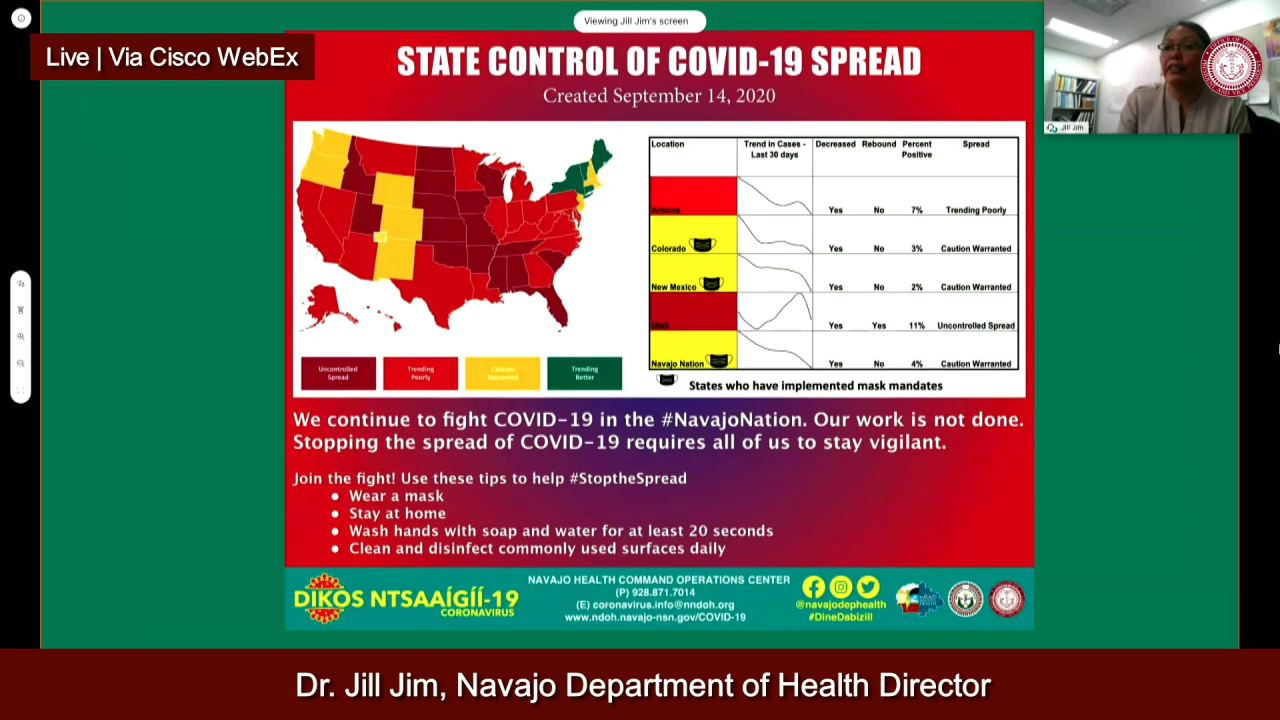 Viewing Jill Jim's screen
Live | Via Cisco WebEx
Jill Jim
STATE CONTROL OF COVID-19 SPREAD
Created September 14, 2020
Location Trend in Cases - Last 30 days Decreased Rebound Percent Positive Spread
Arizona Yes No 7% Trending Poorly
Colorado Yes No 3% Caution Warranted
New Mexico Yes No 2% Caution Warranted
Utah Yes Yes 11% Uncontrolled Spread
Navajo Nation Yes No 4% Caution Warranted
States who have implemented mask mandates
Uncontrolled Spread
Trending Poorly
Caution Warranted
Trending Better
We continue to fight COVID-19 in the #NavajoNation. Our work is not done.
Stopping the spread of COVID-19 requires all of us to stay vigilant.
Join the fight! Use these tips to help #StoptheSpread
● Wear a mask
● Stay at home
● Wash hands with soap and water for at least 20 seconds
● Clean and disinfect commonly used surfaces daily
DIKOS NTSAAÍGÍÍ-19
CORONAVIRUS
NAVAJO HEALTH COMMAND OPERATIONS CENTER
(P) 928.871.7014
(E) coronavirus.info@nndoh.org
www.ndoh.navajo-nsn.gov/COVID-19
@navajodephealth
#DineDabiziil
Dr. Jill Jim, Navajo Department of Health Director